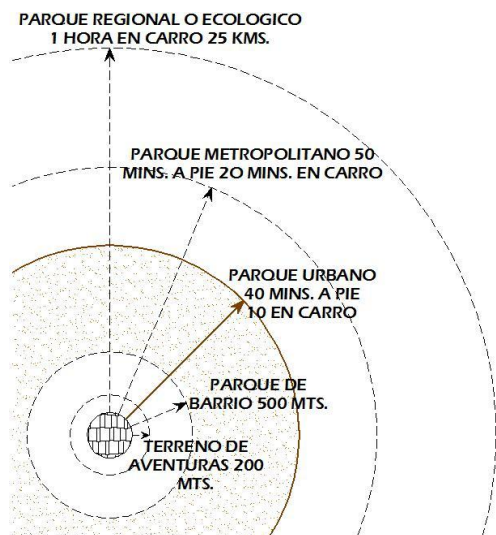 PARQUE REGIONAL O ECOLOGICO
1 HORA EN CARRO 25 KMS.
PARQUE METROPOLITANO 50
MINS. A PIE 20 MINS. EN CARRO
PARQUE URBANO
40 MINS. A PIE
10 EN CARRO
PARQUE DE
BARRIO 500 MTS.
TERRENO DE
AVENTURAS 200
MTS.